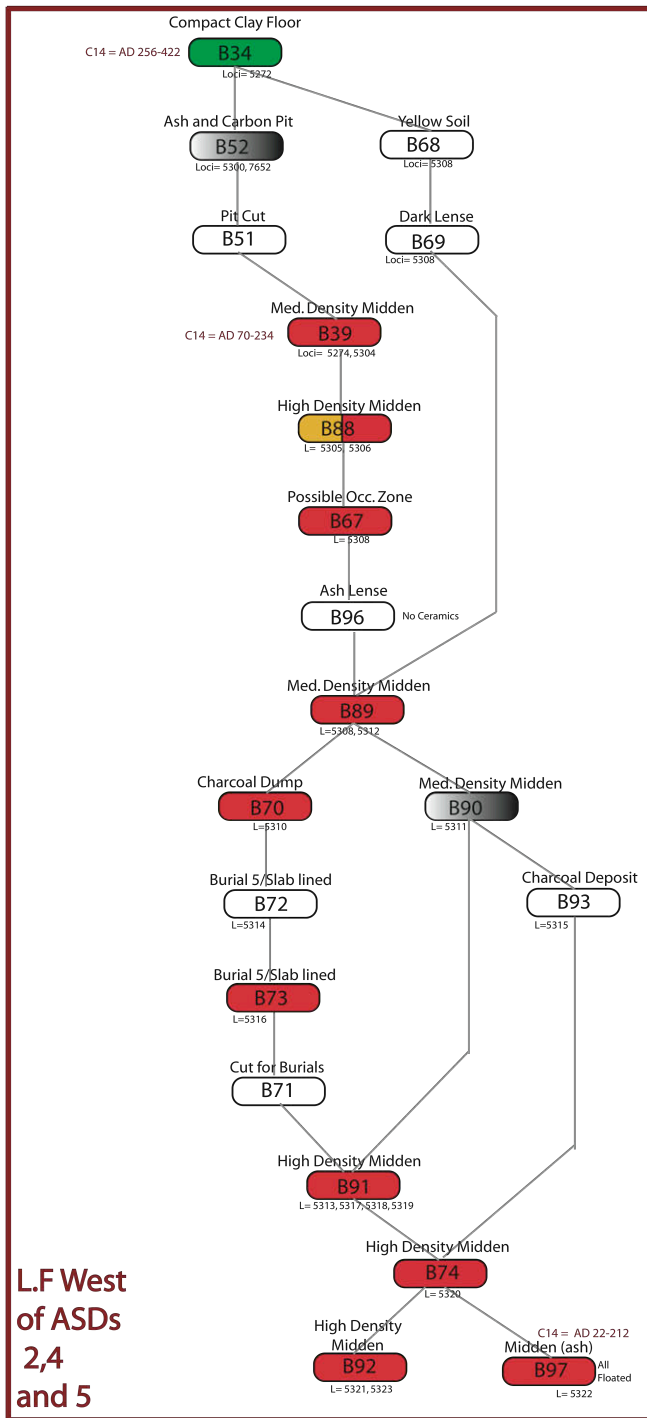 Compact Clay Floor
C14 = AD 256-422
B34
Loci= 5272
Ash and Carbon Pit
Yellow Soil
B52
B68
Loci= 5300, 7652
Loci= 5308
Pit Cut
Dark Lense
B51
B69
Loci= 5308
Med. Density Midden
C14 = AD 70-234
B39
Loci= 5274, 5304
High Density Midden
B88
L= 5305, 5306
Possible Occ. Zone
B67
L= 5308
Ash Lense
B96
No Ceramics
Med. Density Midden
B89
L=5308, 5312
Charcoal Dump
Med. Density Midden
B70
B90
L=5310
L= 5311
Burial 5/Slab lined
Charcoal Deposit
B72
B93
L=5314
L=5315
Burial 5/Slab lined
B73
L=5316
Cut for Burials
B71
High Density Midden
B91
L= 5313, 5317, 5318, 5319
High Density Midden
B74
L= 5320
High Density
Midden
C14 = AD 22-212
Midden (ash)
B92
B97
All
Floated
L= 5321, 5323
L= 5322
L.F West
of ASDs
2,4
and 5